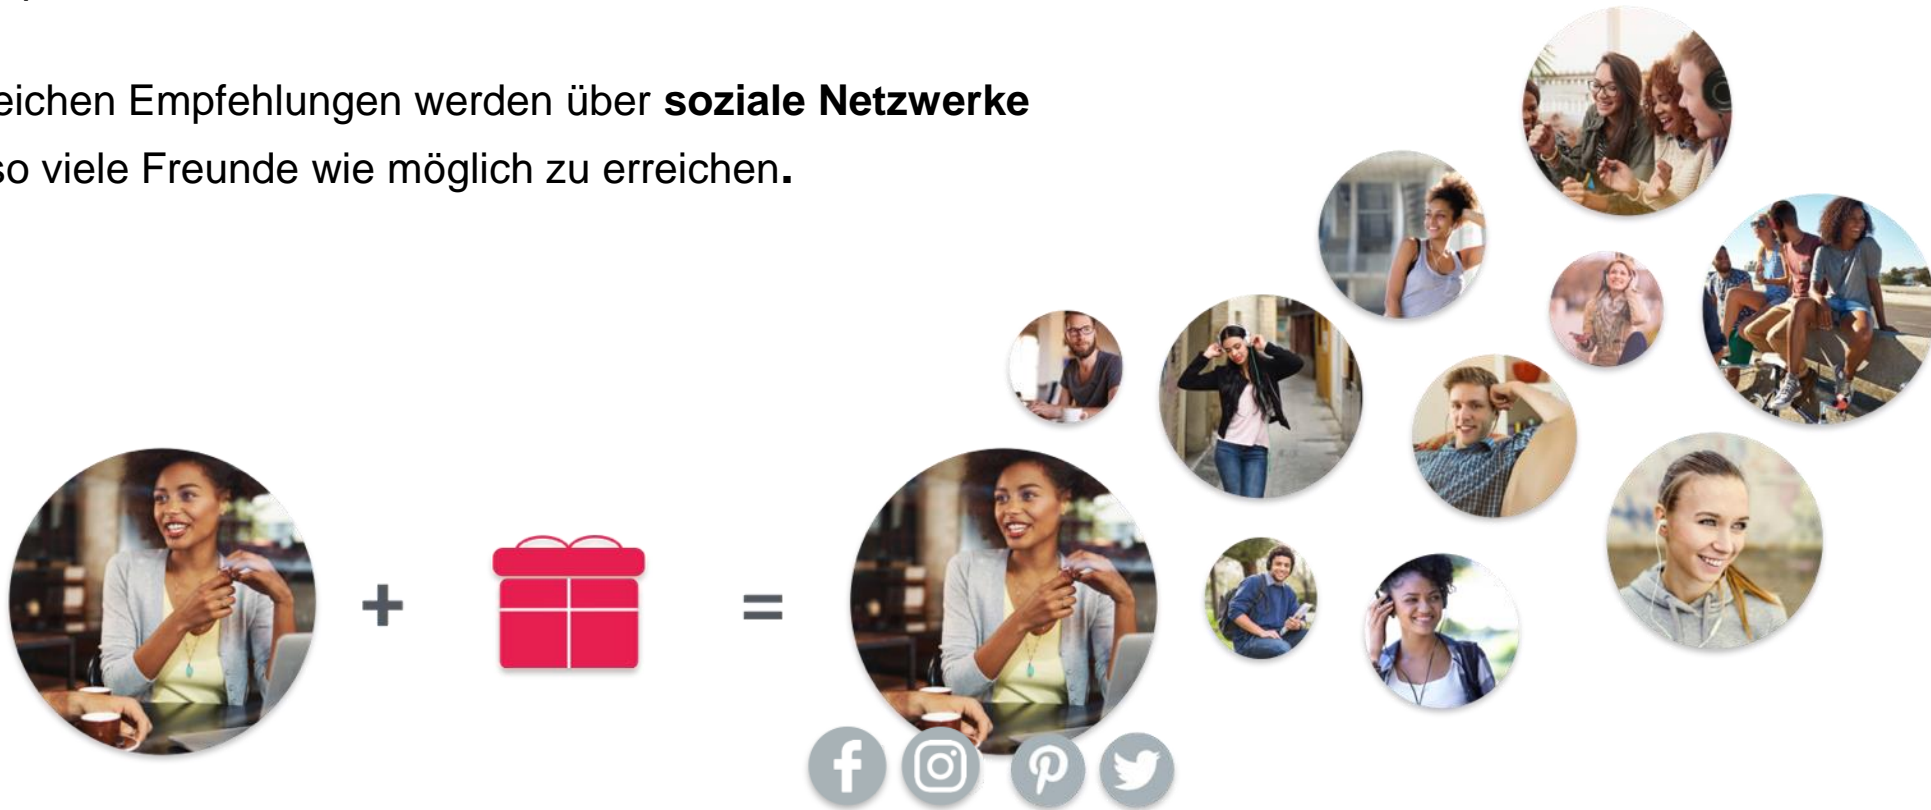 eichen Empfehlungen werden über soziale Netzwerke
so viele Freunde wie möglich zu erreichen.
+
=